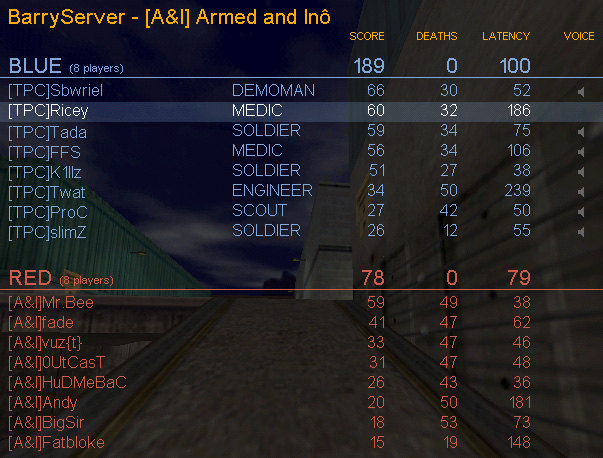 BarryServer - [A&I] Armed and Inô
SCORE DEATHS LATENCY VOICE
BLUE (8 players) 189 0 100
[TPC]Sbwriel DEMOMAN 66 30 52
[TPC]Ricey MEDIC 60 32 186
[TPC]Tada SOLDIER 59 34 75
[TPC]FFS MEDIC 56 34 106
[TPC]K1llz SOLDIER 51 27 38
[TPC]Twat ENGINEER 34 50 239
[TPC]ProC SCOUT 27 42 50
[TPC]slimZ SOLDIER 26 12 55
RED (8 players) 78 0 79
[A&I]Mr.Bee 59 49 38
[A&I]fade 41 47 62
[A&I]vuz{t} 33 47 46
[A&I]0UtCasT 31 47 48
[A&I]HuDMeBaC 26 43 36
[A&I]Andy 20 50 181
[A&I]BigSir 18 53 73
[A&I]Fatbloke 15 19 148